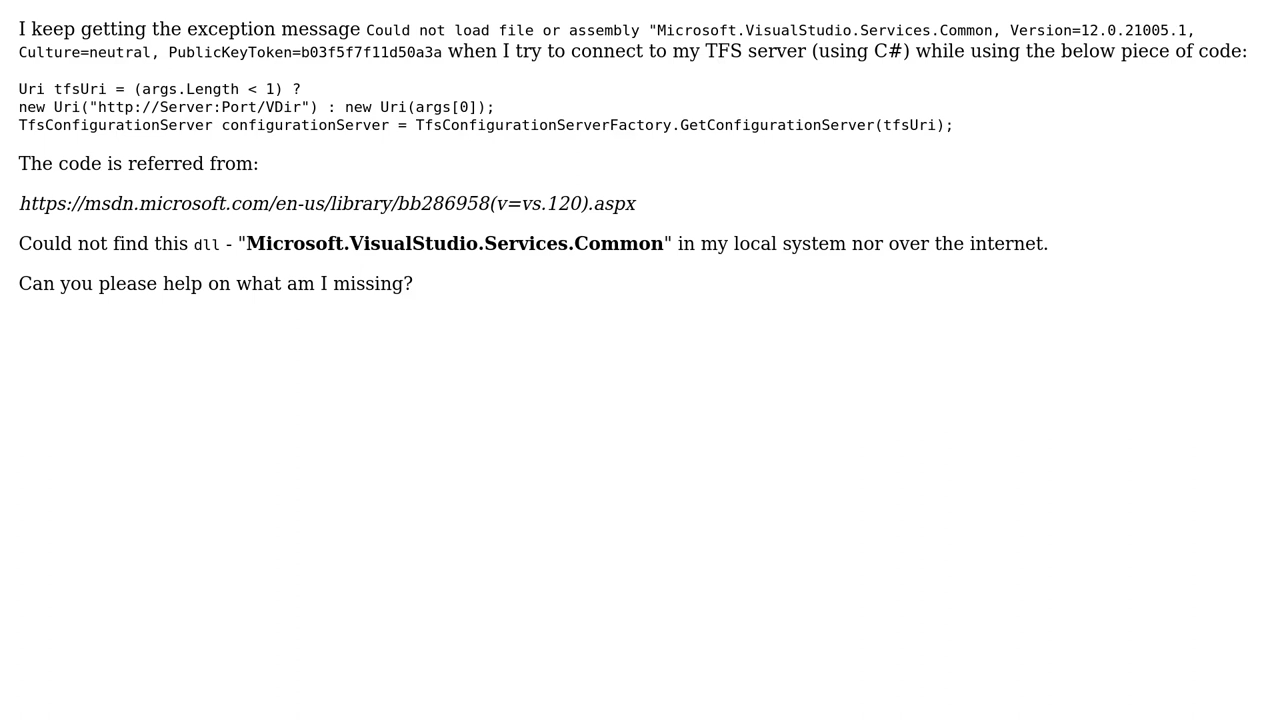 I keep getting the exception message Could not load file or assembly "Microsoft.VisualStudio.Services.Common, Version=12.0.21005.1,
Culture=neutral, PublicKeyToken=b03f5f7f11d50a3a when I try to connect to my TFS server (using C#) while using the below piece of code:
Uri tfsUri = (args.Length < 1) ?
new Uri("http://Server:Port/VDir") : new Uri(args[0]);
TfsConfigurationServer configurationServer = TfsConfigurationServerFactory.GetConfigurationServer(tfsUri);
The code is referred from:
https://msdn.microsoft.com/en-us/library/bb286958(v=vs.120).aspx
Could not find this dll - "Microsoft.VisualStudio.Services.Common" in my local system nor over the internet.
Can you please help on what am I missing?